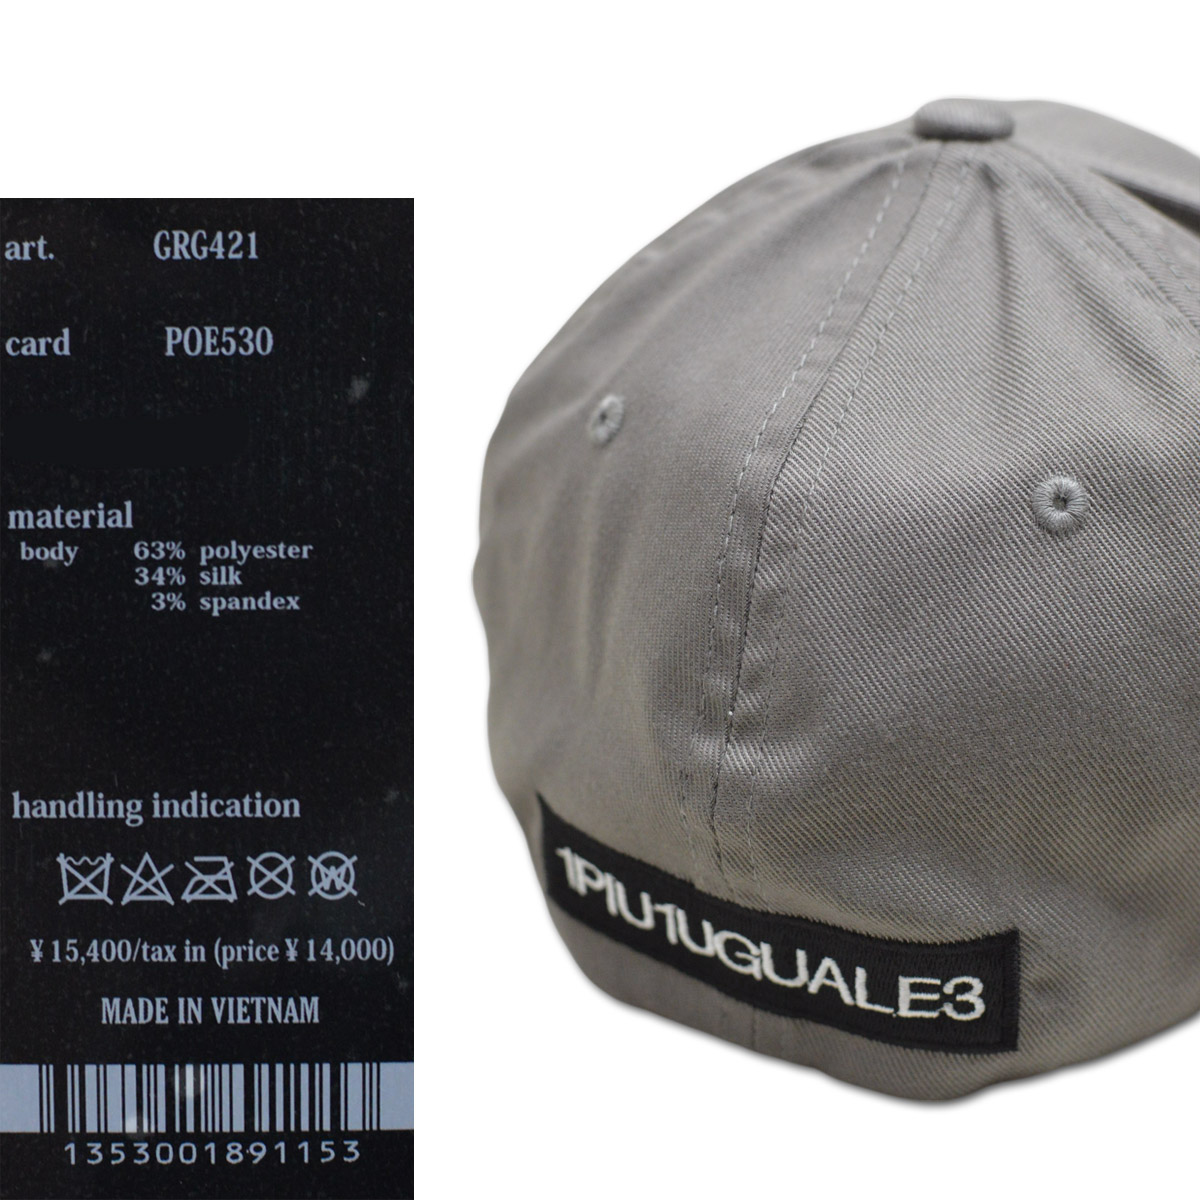 art. GRG421
card POE530
material
body 63% polyester
34% silk
3% spandex
handling indication
W
¥ 15,400/tax in (price ¥ 14,000)
MADE IN VIETNAM
1353001891153
1PIU1UGUALE3